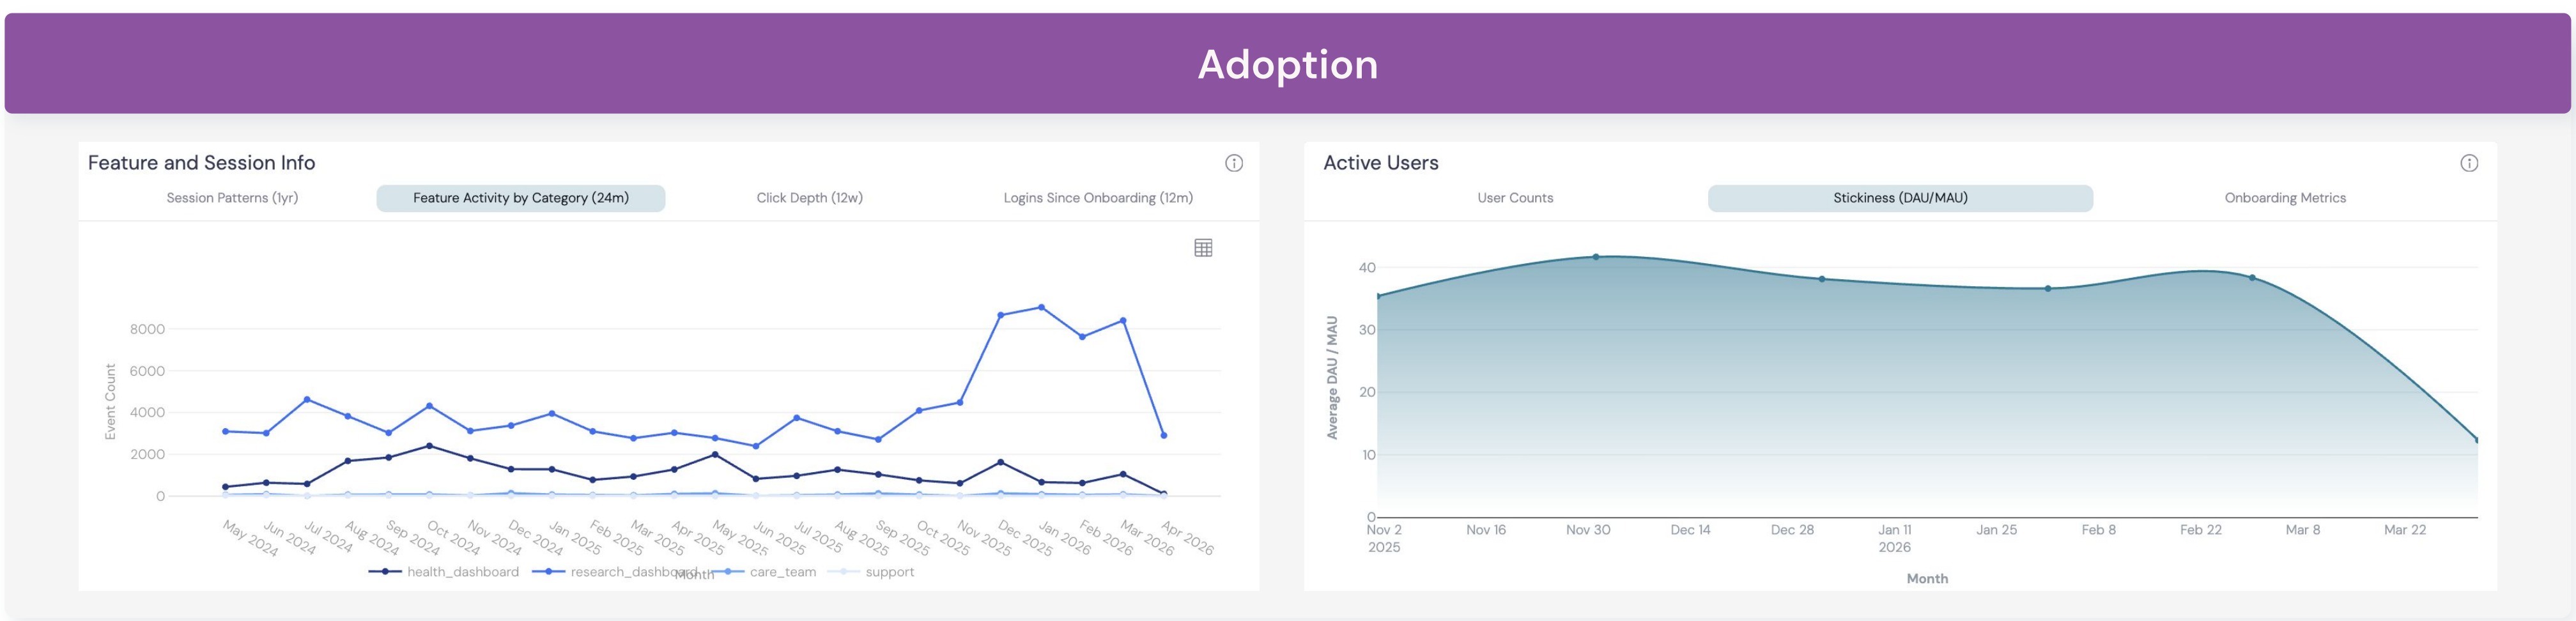 Adoption
Feature and Session Info
Session Patterns (1yr)
Feature Activity by Category (24m)
Click Depth (12w)
Logins Since Onboarding (12m)
Event Count
8000
6000
4000
2000
0
May 2024
Jun 2024
Jul 2024
Aug 2024
Sep 2024
Oct 2024
Nov 2024
Dec 2024
Jan 2025
Feb 2025
Mar 2025
Apr 2025
May 2025
Jun 2025
Jul 2025
Aug 2025
Sep 2025
Oct 2025
Nov 2025
Dec 2025
Jan 2026
Feb 2026
Mar 2026
Apr 2026
Month
health_dashboard
research_dashboard
care_team
support
Active Users
User Counts
Stickiness (DAU/MAU)
Onboarding Metrics
Average DAU / MAU
40
30
20
10
0
Nov 2
2025
Nov 16
Nov 30
Dec 14
Dec 28
Jan 11
2026
Jan 25
Feb 8
Feb 22
Mar 8
Mar 22
Month